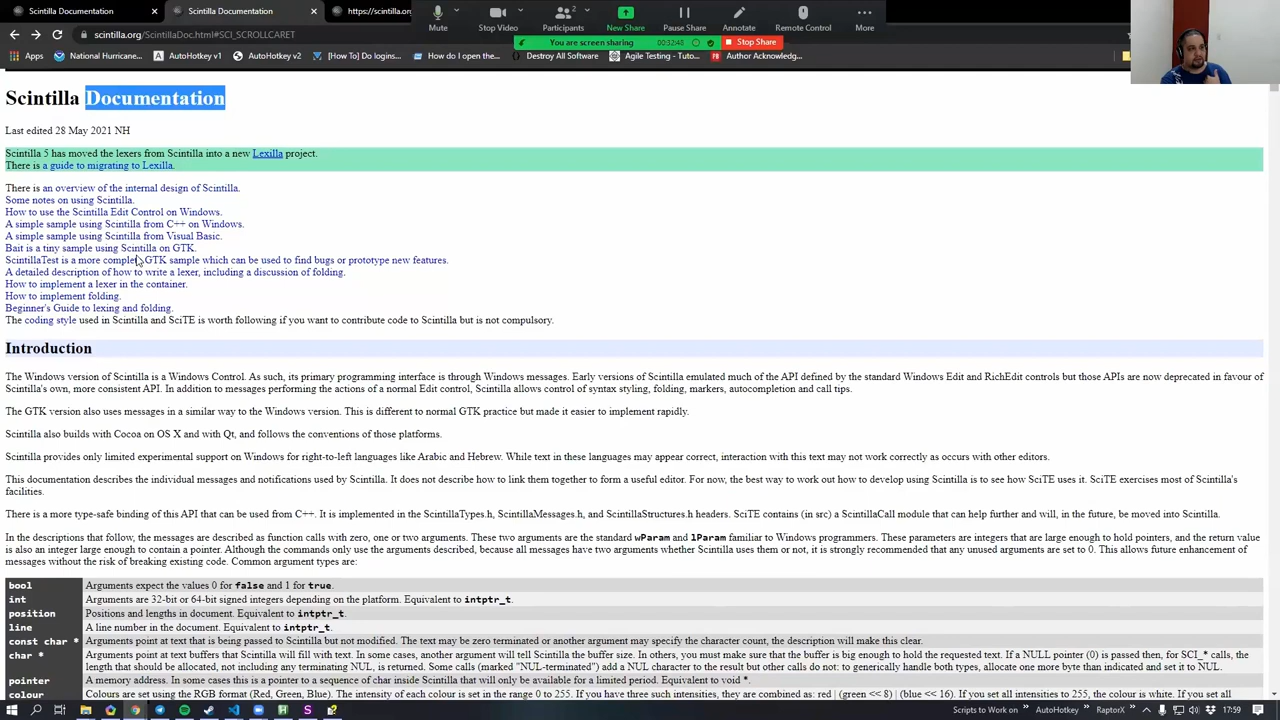 Scintilla Documentation
Scintilla Documentation
https://scintilla.or
Mute
Stop Video
2
Participants
New Share
Pause Share
Annotate
Remote Control
More
scintilla.org/ScintillaDoc.html#SCI_SCROLLCARET
You are screen sharing
00:32:48
Stop Share
Apps
National Hurricane...
AutoHotkey v1
AutoHotkey v2
[How To] Do logins...
How do I open the...
Destroy All Software
Agile Testing - Tuto...
Author Acknowledg...
Scintilla Documentation
Last edited 28 May 2021 NH
Scintilla 5 has moved the lexers from Scintilla into a new Lexilla project.
There is a guide to migrating to Lexilla.
There is an overview of the internal design of Scintilla.
Some notes on using Scintilla.
How to use the Scintilla Edit Control on Windows.
A simple sample using Scintilla from C++ on Windows.
A simple sample using Scintilla from Visual Basic.
Bait is a tiny sample using Scintilla on GTK.
ScintillaTest is a more complete GTK sample which can be used to find bugs or prototype new features.
A detailed description of how to write a lexer, including a discussion of folding.
How to implement a lexer in the container.
How to implement folding.
Beginner's Guide to lexing and folding.
The coding style used in Scintilla and SciTE is worth following if you want to contribute code to Scintilla but is not compulsory.
Introduction
The Windows version of Scintilla is a Windows Control. As such, its primary programming interface is through Windows messages. Early versions of Scintilla emulated much of the API defined by the standard Windows Edit and RichEdit controls but those APIs are now deprecated in favour of
Scintilla's own, more consistent API. In addition to messages performing the actions of a normal Edit control, Scintilla allows control of syntax styling, folding, markers, autocompletion and call tips.
The GTK version also uses messages in a similar way to the Windows version. This is different to normal GTK practice but made it easier to implement rapidly.
Scintilla also builds with Cocoa on OS X and with Qt, and follows the conventions of those platforms.
Scintilla provides only limited experimental support on Windows for right-to-left languages like Arabic and Hebrew. While text in these languages may appear correct, interaction with this text may not work correctly as occurs with other editors.
This documentation describes the individual messages and notifications used by Scintilla. It does not describe how to link them together to form a useful editor. For now, the best way to work out how to develop using Scintilla is to see how SciTE uses it. SciTE exercises most of Scintilla's
facilities.
There is a more type-safe binding of this API that can be used from C++. It is implemented in the ScintillaTypes.h, ScintillaMessages.h, and ScintillaStructures.h headers. SciTE contains (in src) a ScintillaCall module that can help further and will, in the future, be moved into Scintilla.
In the descriptions that follow, the messages are described as function calls with zero, one or two arguments. These two arguments are the standard wParam and lParam familiar to Windows programmers. These parameters are integers that are large enough to hold pointers, and the return value
is also an integer large enough to contain a pointer. Although the commands only use the arguments described, because all messages have two arguments whether Scintilla uses them or not, it is strongly recommended that any unused arguments are set to 0. This allows future enhancement of
messages without the risk of breaking existing code. Common argument types are:
bool Arguments expect the values 0 for false and 1 for true.
int Arguments are 32-bit or 64-bit signed integers depending on the platform. Equivalent to intptr_t.
position Positions and lengths in document. Equivalent to intptr_t.
line A line number in the document. Equivalent to intptr_t.
const char * Arguments point at text that is being passed to Scintilla but not modified. The text may be zero terminated or another argument may specify the character count, the description will make this clear.
char * Arguments point at text buffers that Scintilla will fill with text. In some cases, another argument will tell Scintilla the buffer size. In others, you must make sure that the buffer is big enough to hold the requested text. If a NULL pointer (0) is passed then, for SCI_* calls, the
length that should be allocated, not including any terminating NUL, is returned. Some calls (marked "NUL-terminated") add a NUL character to the result but other calls do not: to generically handle both types, allocate one more byte than indicated and set it to NUL.
pointer A memory address. In some cases this is a pointer to a sequence of char inside Scintilla that will only be available for a limited period. Equivalent to void *.
colour Colours are set using the RGB format (Red, Green, Blue). The intensity of each colour is set in the range 0 to 255. If you have three such intensities, they are combined as: red | (green << 8) | (blue << 16). If you set all intensities to 255, the colour is white. If you set all
Scripts to Work on
AutoHotkey
RaptorX
17:59